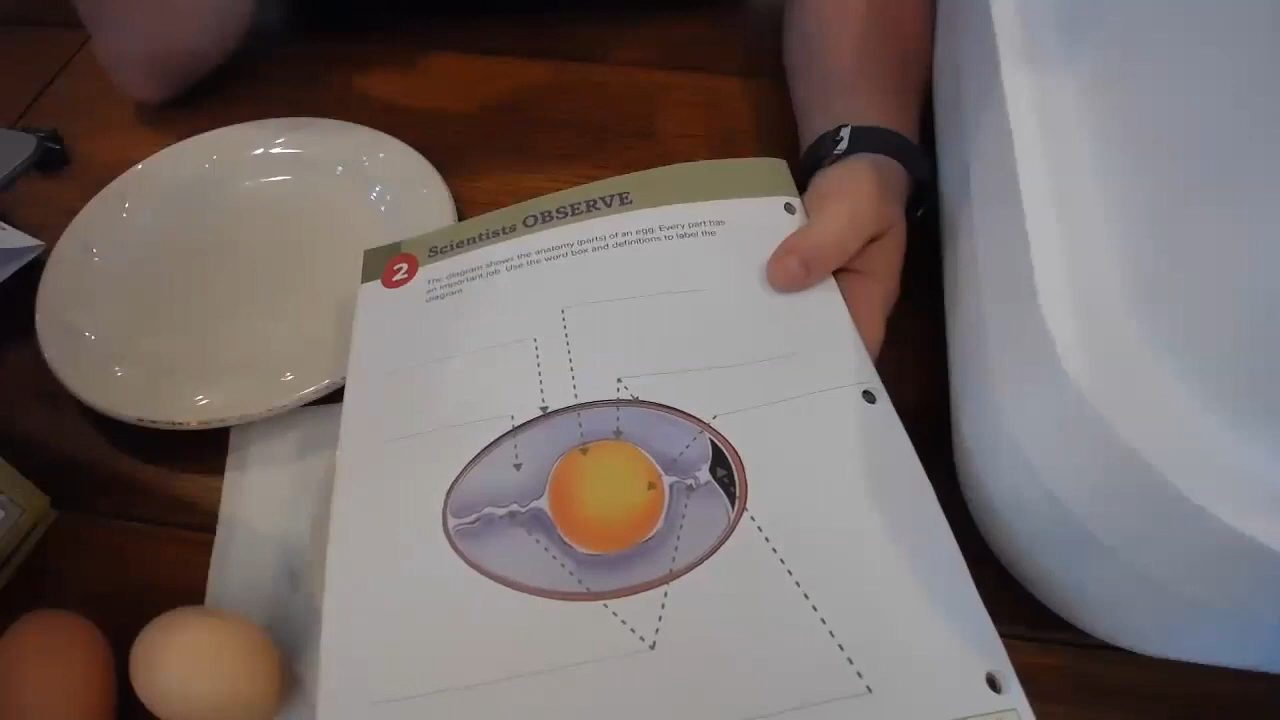 2
Scientists OBSERVE
The diagram shows the anatomy (parts) of an egg. Every part has
an important job. Use the word box and definitions to label the
diagram.